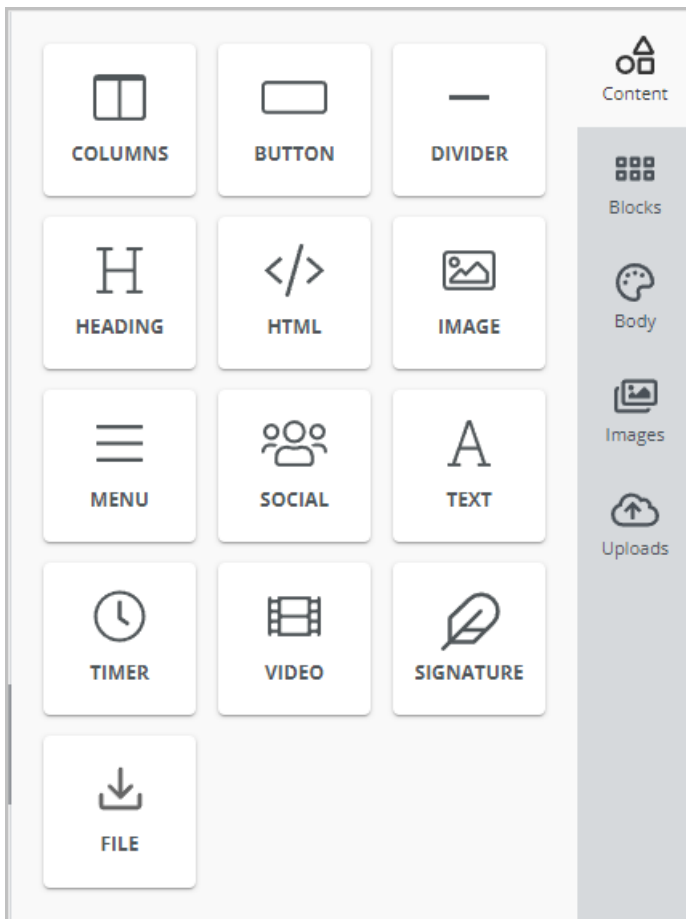 COLUMNS
BUTTON
DIVIDER
HEADING
HTML
IMAGE
MENU
SOCIAL
TEXT
TIMER
VIDEO
SIGNATURE
FILE
Content
Blocks
Body
Images
Uploads